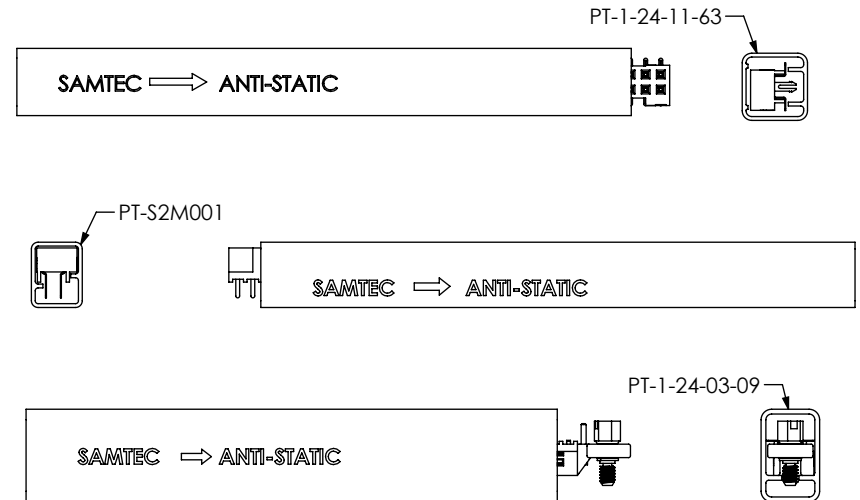 PT-1-24-11-63
SAMTEC ANTI-STATIC
PT-S2M001
SAMTEC ANTI-STATIC
PT-1-24-03-09
SAMTEC ANTI-STATIC